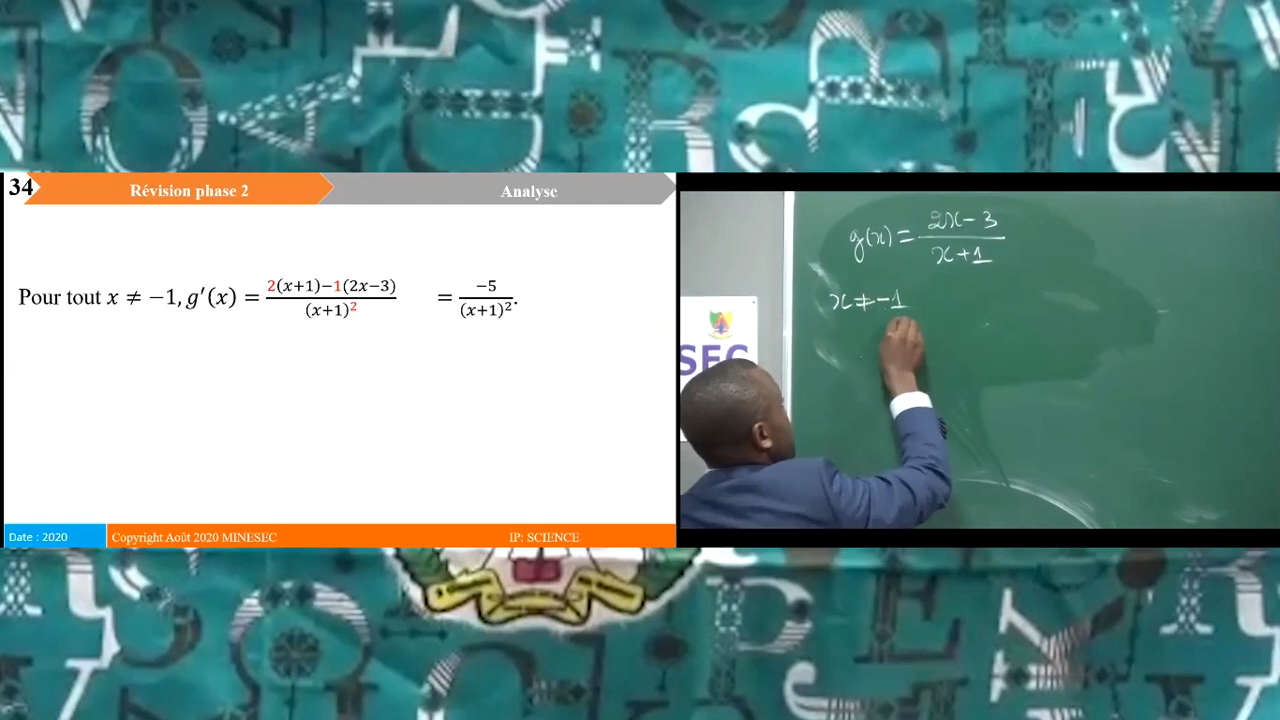 34 Révision phase 2 Analyse
Pour tout x ≠ −1, g′(x) = 2(x+1)−1(2x−3) / (x+1)² = −5 / (x+1)².
Date : 2020 Copyright Août 2020 MINESEC IP: SCIENCE
g(x) = 2x − 3 / x + 1
x ≠ −1
SEC